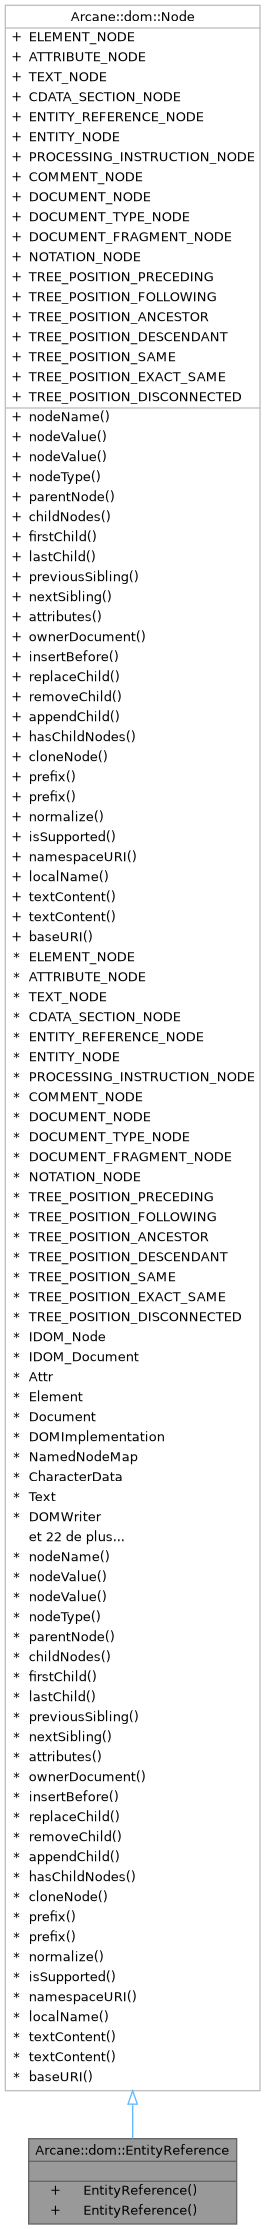 Arcane::dom::Node
+ ELEMENT_NODE
+ ATTRIBUTE_NODE
+ TEXT_NODE
+ CDATA_SECTION_NODE
+ ENTITY_REFERENCE_NODE
+ ENTITY_NODE
+ PROCESSING_INSTRUCTION_NODE
+ COMMENT_NODE
+ DOCUMENT_NODE
+ DOCUMENT_TYPE_NODE
+ DOCUMENT_FRAGMENT_NODE
+ NOTATION_NODE
+ TREE_POSITION_PRECEDING
+ TREE_POSITION_FOLLOWING
+ TREE_POSITION_ANCESTOR
+ TREE_POSITION_DESCENDANT
+ TREE_POSITION_SAME
+ TREE_POSITION_EXACT_SAME
+ TREE_POSITION_DISCONNECTED
+ nodeName()
+ nodeValue()
+ nodeValue()
+ nodeType()
+ parentNode()
+ childNodes()
+ firstChild()
+ lastChild()
+ previousSibling()
+ nextSibling()
+ attributes()
+ ownerDocument()
+ insertBefore()
+ replaceChild()
+ removeChild()
+ appendChild()
+ hasChildNodes()
+ cloneNode()
+ prefix()
+ prefix()
+ normalize()
+ isSupported()
+ namespaceURI()
+ localName()
+ textContent()
+ textContent()
+ baseURI()
* ELEMENT_NODE
* ATTRIBUTE_NODE
* TEXT_NODE
* CDATA_SECTION_NODE
* ENTITY_REFERENCE_NODE
* ENTITY_NODE
* PROCESSING_INSTRUCTION_NODE
* COMMENT_NODE
* DOCUMENT_NODE
* DOCUMENT_TYPE_NODE
* DOCUMENT_FRAGMENT_NODE
* NOTATION_NODE
* TREE_POSITION_PRECEDING
* TREE_POSITION_FOLLOWING
* TREE_POSITION_ANCESTOR
* TREE_POSITION_DESCENDANT
* TREE_POSITION_SAME
* TREE_POSITION_EXACT_SAME
* TREE_POSITION_DISCONNECTED
* IDOM_Node
* IDOM_Document
* Attr
* Element
* Document
* DOMImplementation
* NamedNodeMap
* CharacterData
* Text
* DOMWriter
et 22 de plus...
* nodeName()
* nodeValue()
* nodeValue()
* nodeType()
* parentNode()
* childNodes()
* firstChild()
* lastChild()
* previousSibling()
* nextSibling()
* attributes()
* ownerDocument()
* insertBefore()
* replaceChild()
* removeChild()
* appendChild()
* hasChildNodes()
* cloneNode()
* prefix()
* prefix()
* normalize()
* isSupported()
* namespaceURI()
* localName()
* textContent()
* textContent()
* baseURI()
Arcane::dom::EntityReference
+ EntityReference()
+ EntityReference()